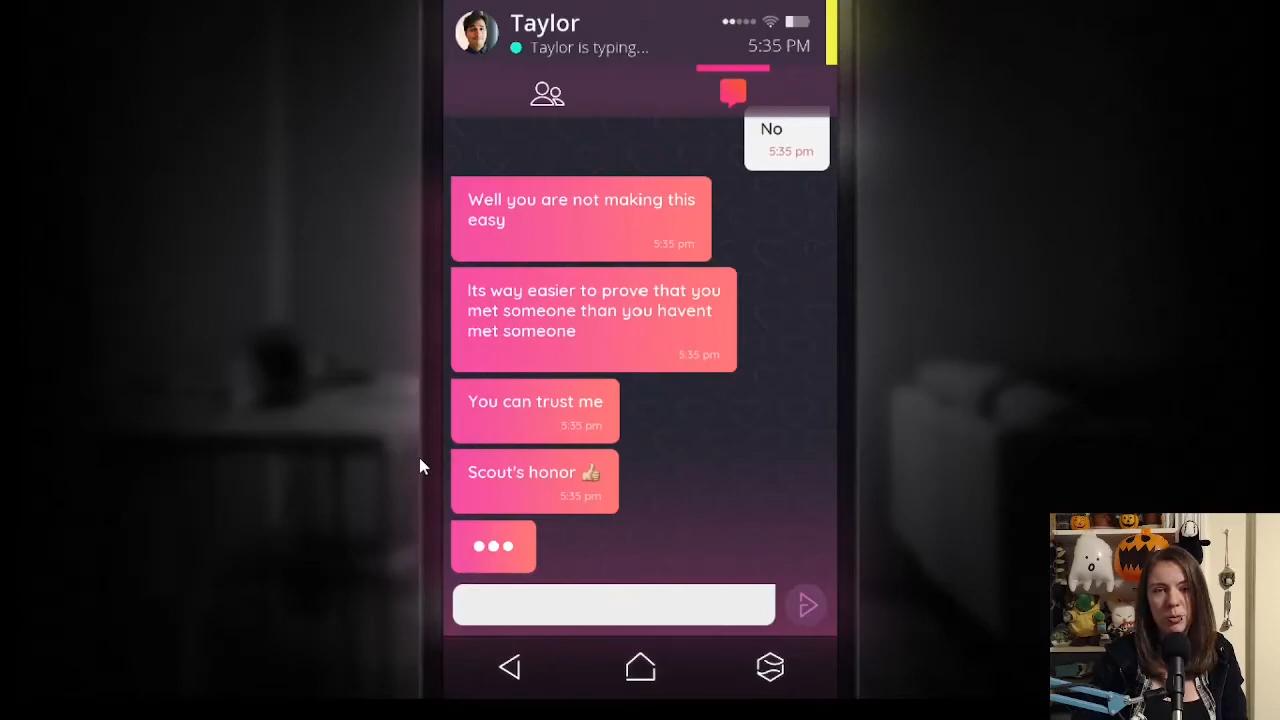 Taylor
Taylor is typing...
5:35 PM
No
5:35 pm
Well you are not making this
easy
5:35 pm
Its way easier to prove that you
met someone than you havent
met someone
5:35 pm
You can trust me
5:35 pm
Scout's honor 👍🏼
5:35 pm